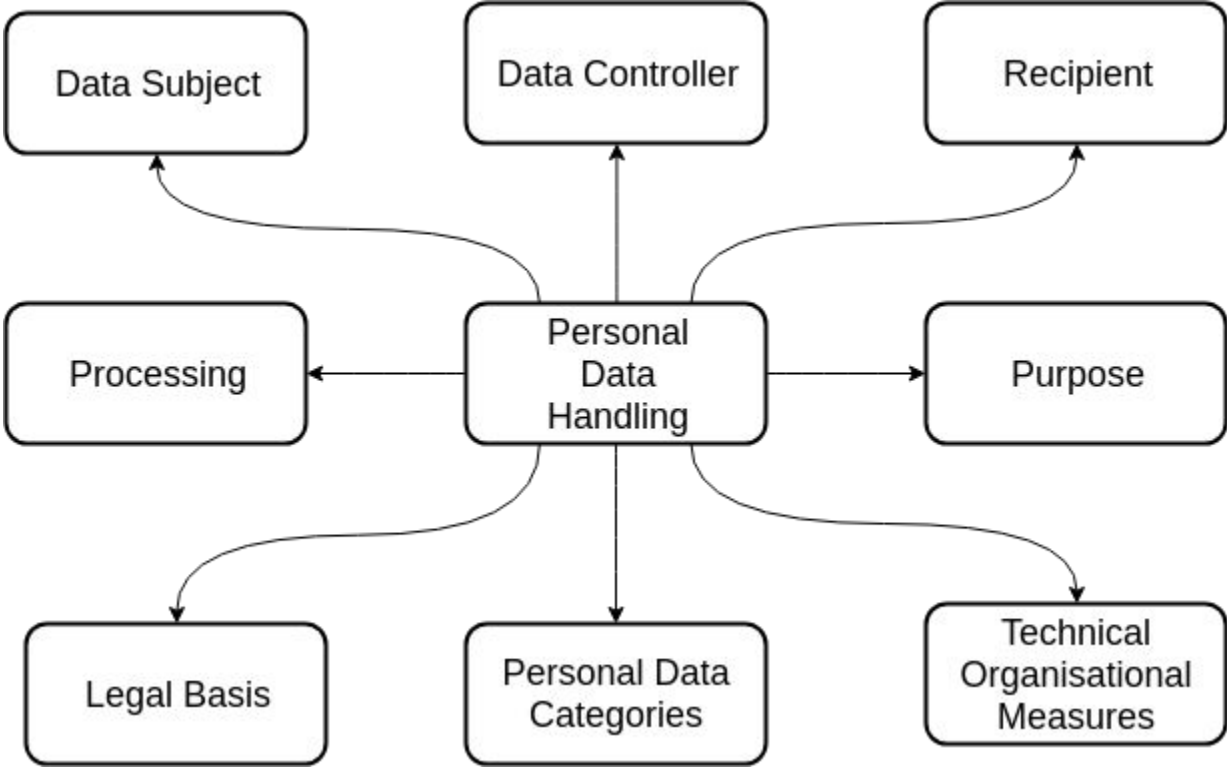 Data Subject
Data Controller
Recipient
Processing
Personal
Data
Handling
Purpose
Legal Basis
Personal Data
Categories
Technical
Organisational
Measures